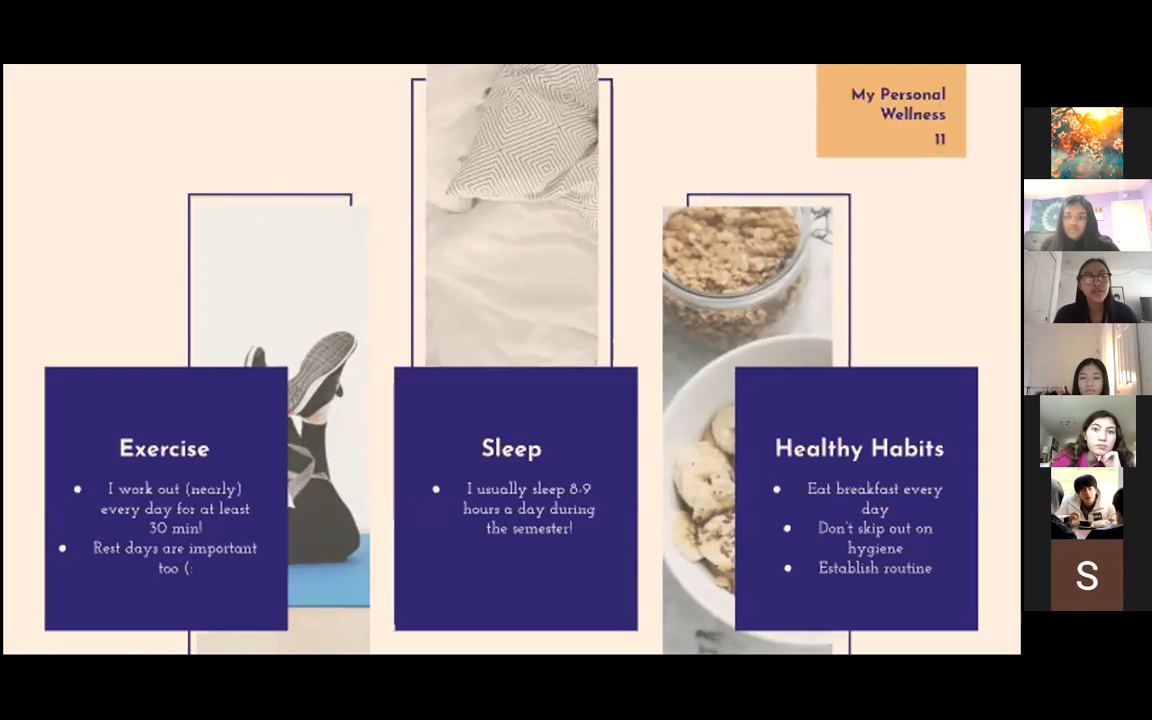 My Personal
Wellness
11
Exercise
• I work out (nearly)
every day for at least
30 min!
• Rest days are important
too (:
Sleep
• I usually sleep 8-9
hours a day during
the semester!
Healthy Habits
• Eat breakfast every
day
• Don't skip out on
hygiene
• Establish routine
S